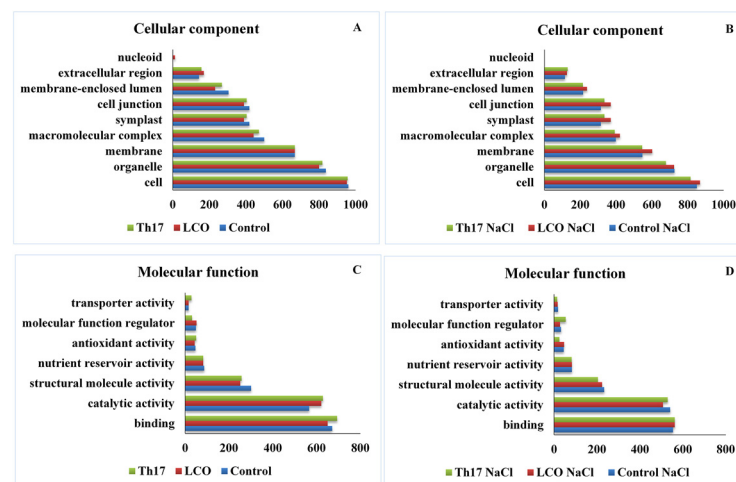 Cellular component A
nucleoid
extracellular region
membrane-enclosed lumen
cell junction
symplast
macromolecular complex
membrane
organelle
cell
0 200 400 600 800 1000
Th17 LCO Control
Cellular component B
nucleoid
extracellular region
membrane-enclosed lumen
cell junction
symplast
macromolecular complex
membrane
organelle
cell
0 200 400 600 800 1000
Th17 NaCl LCO NaCl Control NaCl
Molecular function C
transporter activity
molecular function regulator
antioxidant activity
nutrient reservoir activity
structural molecule activity
catalytic activity
binding
0 200 400 600 800
Th17 LCO Control
Molecular function D
transporter activity
molecular function regulator
antioxidant activity
nutrient reservoir activity
structural molecule activity
catalytic activity
binding
0 200 400 600 800
Th17 NaCl LCO NaCl Control NaCl